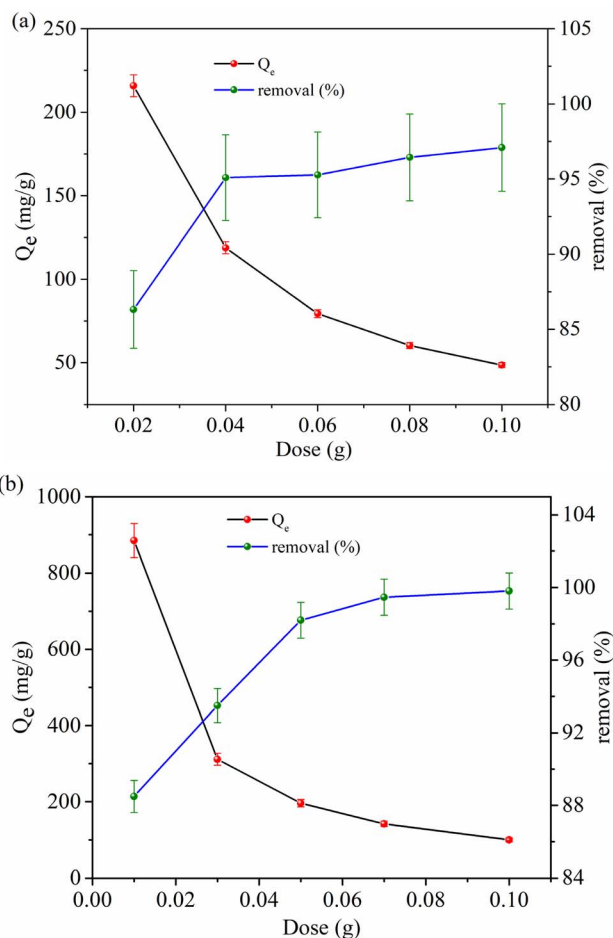 (a)
250
200
150
100
50
Qe (mg/g)
Qe
removal (%)
105
100
95
90
85
80
removal (%)
0.02 0.04 0.06 0.08 0.10
Dose (g)
(b)
1000
800
600
400
200
0
Qe (mg/g)
Qe
removal (%)
104
100
96
92
88
84
removal (%)
0.00 0.02 0.04 0.06 0.08 0.10
Dose (g)